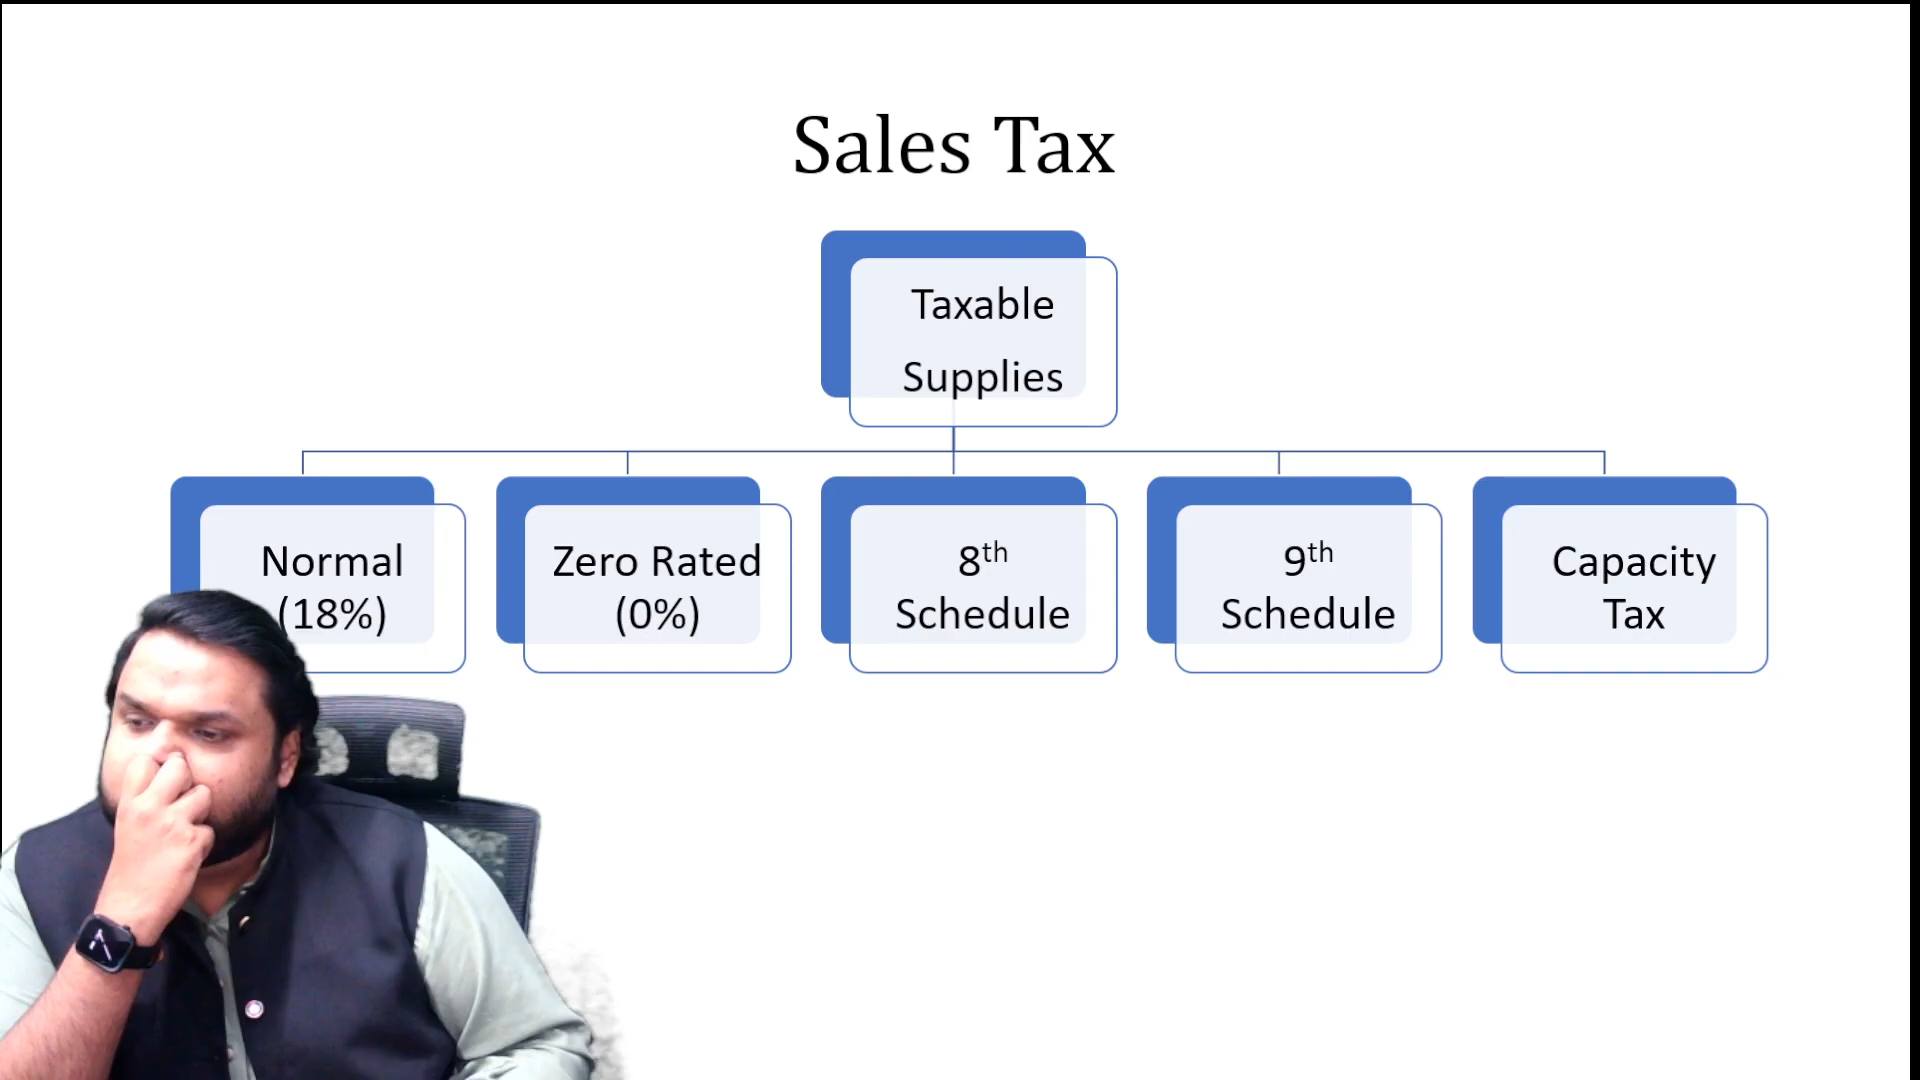 Sales Tax
Taxable
Supplies
Normal
(18%)
Zero Rated
(0%)
8th
Schedule
9th
Schedule
Capacity
Tax